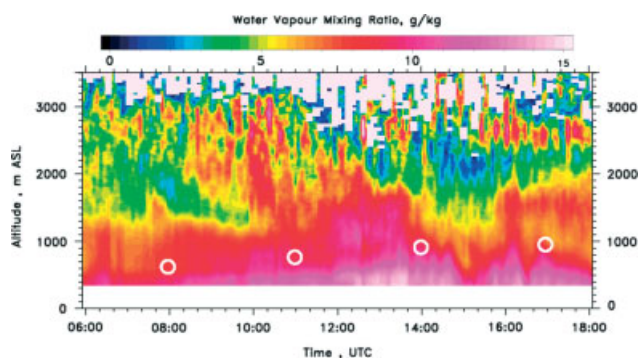 Water Vapour Mixing Ratio, g/kg
0 5 10 15
3000 3000
2000 2000
1000 1000
0 0
Altitude , m ASL
06:00 08:00 10:00 12:00 14:00 16:00 18:00
Time , UTC